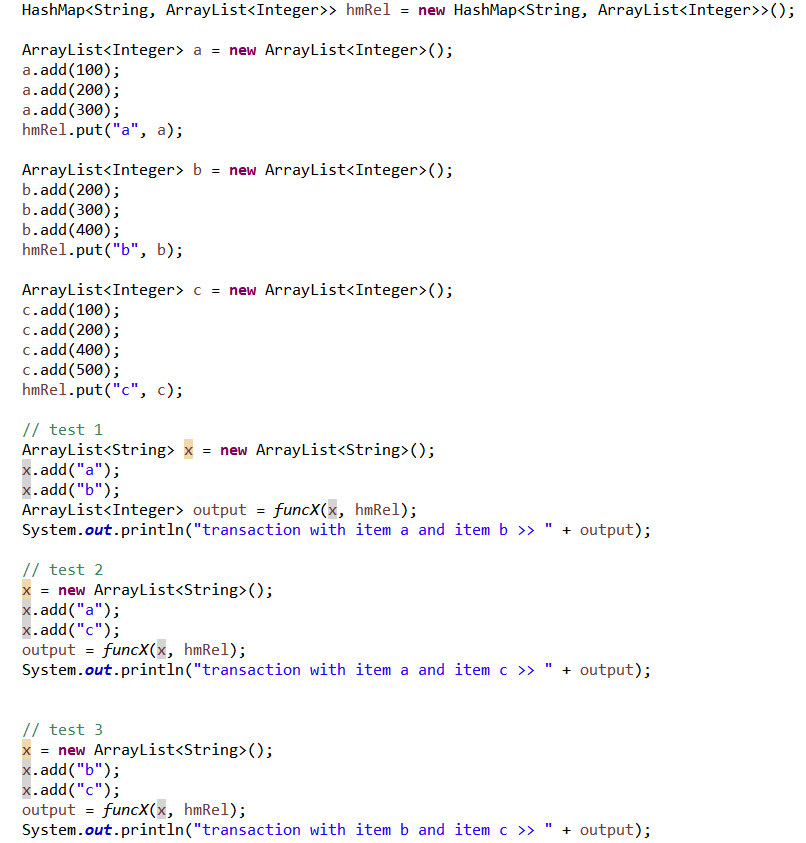 HashMap<String, ArrayList<Integer>> hmRel = new HashMap<String, ArrayList<Integer>>();
ArrayList<Integer> a = new ArrayList<Integer>();
a.add(100);
a.add(200);
a.add(300);
hmRel.put("a", a);
ArrayList<Integer> b = new ArrayList<Integer>();
b.add(200);
b.add(300);
b.add(400);
hmRel.put("b", b);
ArrayList<Integer> c = new ArrayList<Integer>();
c.add(100);
c.add(200);
c.add(400);
c.add(500);
hmRel.put("c", c);
// test 1
ArrayList<String> x = new ArrayList<String>();
x.add("a");
x.add("b");
ArrayList<Integer> output = funcX(x, hmRel);
System.out.println("transaction with item a and item b >> " + output);
// test 2
x = new ArrayList<String>();
x.add("a");
x.add("c");
output = funcX(x, hmRel);
System.out.println("transaction with item a and item c >> " + output);
// test 3
x = new ArrayList<String>();
x.add("b");
x.add("c");
output = funcX(x, hmRel);
System.out.println("transaction with item b and item c >> " + output);